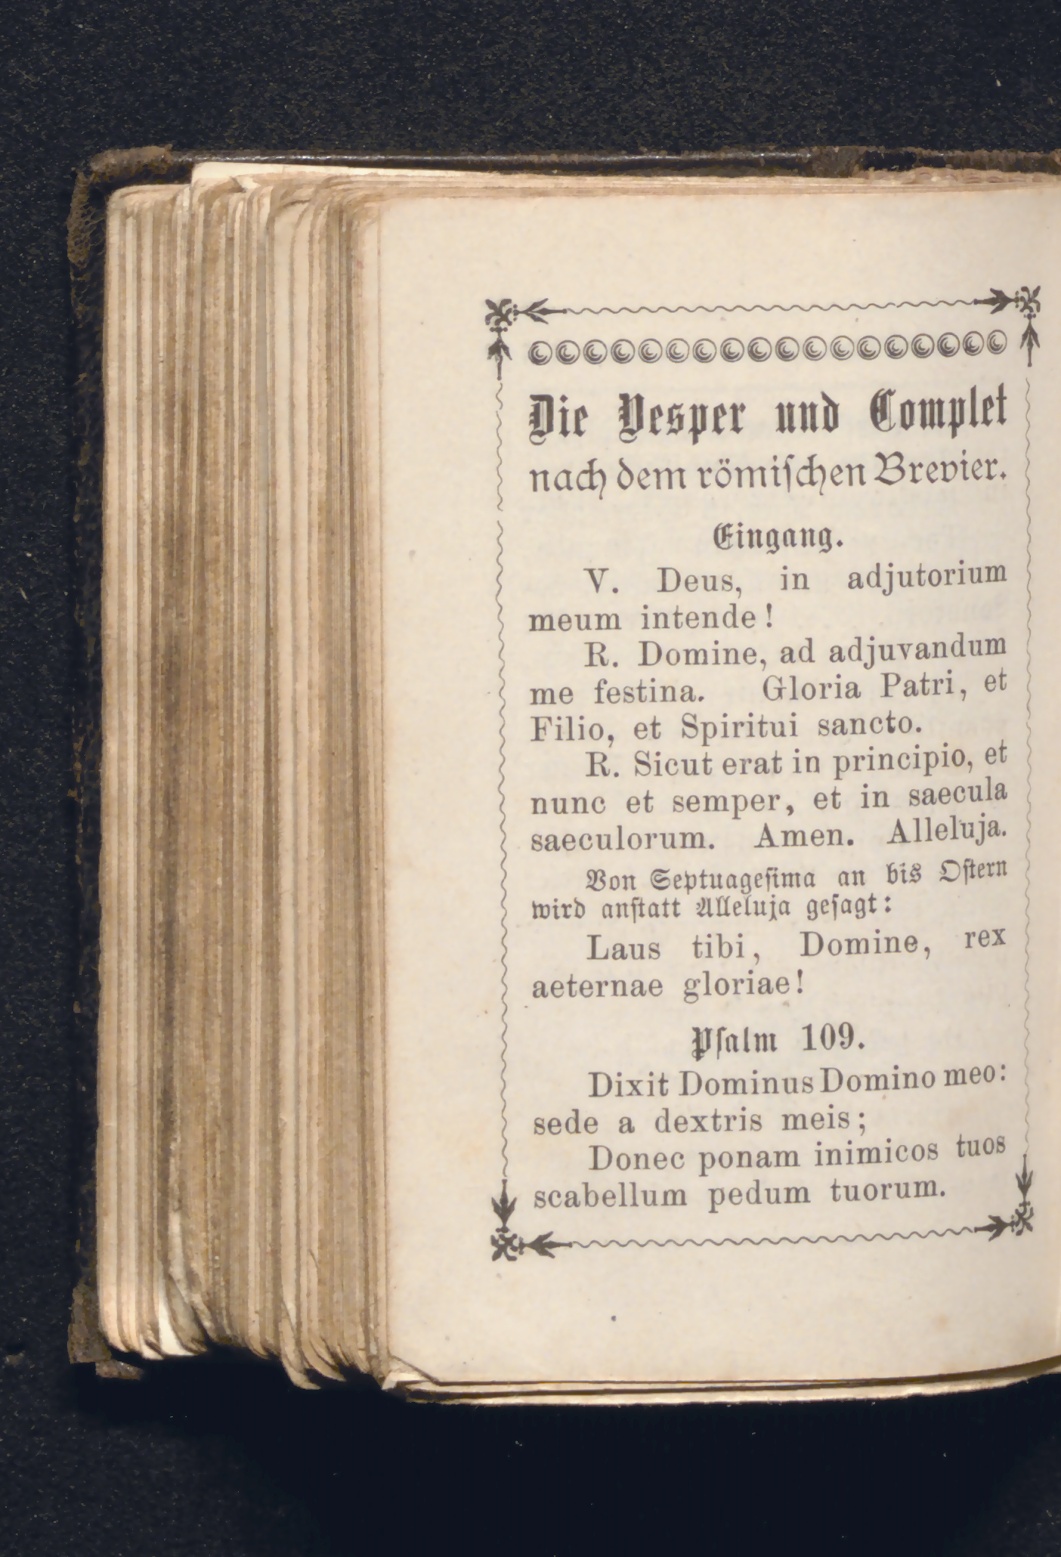 Die Vesper und Complet
nach dem römiſchen Brevier.
Eingang.
V. Deus, in adjutorium
meum intende!
R. Domine, ad adjuvandum
me festina. Gloria Patri, et
Filio, et Spiritui sancto.
R. Sicut erat in principio, et
nunc et semper, et in saecula
saeculorum. Amen. Alleluja.
Von Septuageſima an bis Oſtern
wird anſtatt Alleluja geſagt:
Laus tibi, Domine, rex
aeternae gloriae!
Pſalm 109.
Dixit Dominus Domino meo:
sede a dextris meis;
Donec ponam inimicos tuos
scabellum pedum tuorum.